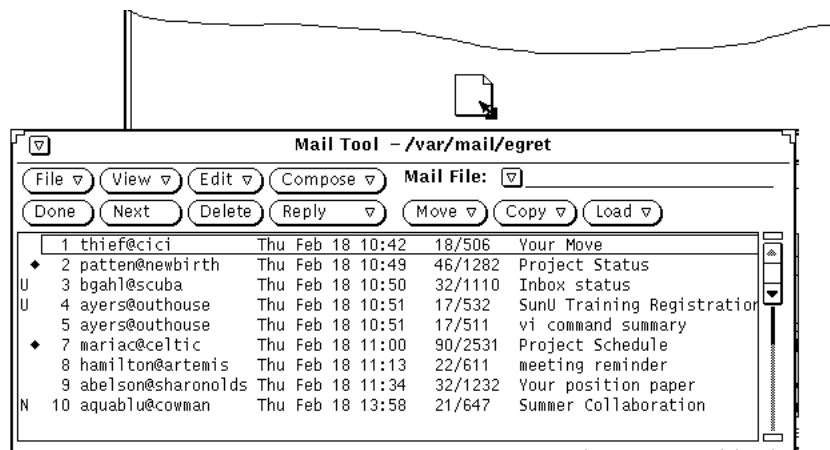 Mail Tool - /var/mail/egret
File View Edit Compose Mail File:
Done Next Delete Reply Move Copy Load
1 thief@cici Thu Feb 18 10:42 18/506 Your Move
2 patten@newbirth Thu Feb 18 10:49 46/1282 Project Status
U 3 bgahl@scuba Thu Feb 18 10:50 32/1110 Inbox status
U 4 ayers@outhouse Thu Feb 18 10:51 17/532 SunU Training Registration
5 ayers@outhouse Thu Feb 18 10:51 17/511 vi command summary
7 mariac@celtic Thu Feb 18 11:00 90/2531 Project Schedule
8 hamilton@artemis Thu Feb 18 11:13 22/611 meeting reminder
9 abelson@sharonolds Thu Feb 18 11:34 32/1232 Your position paper
N 10 aquablu@cowman Thu Feb 18 13:58 21/647 Summer Collaboration